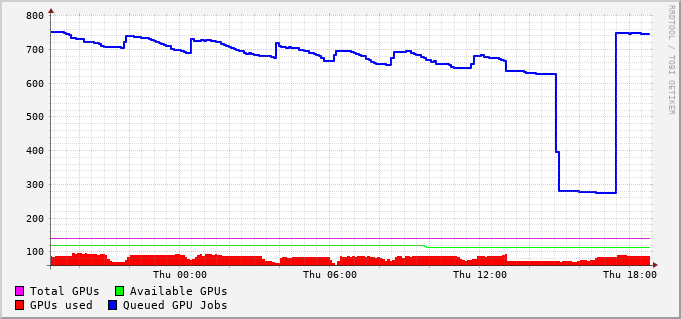 800
700
600
500
400
300
200
100
Thu 00:00 Thu 06:00 Thu 12:00 Thu 18:00
Total GPUs Available GPUs
GPUs used Queued GPU Jobs
RRDTOOL / TOBI OETIKER